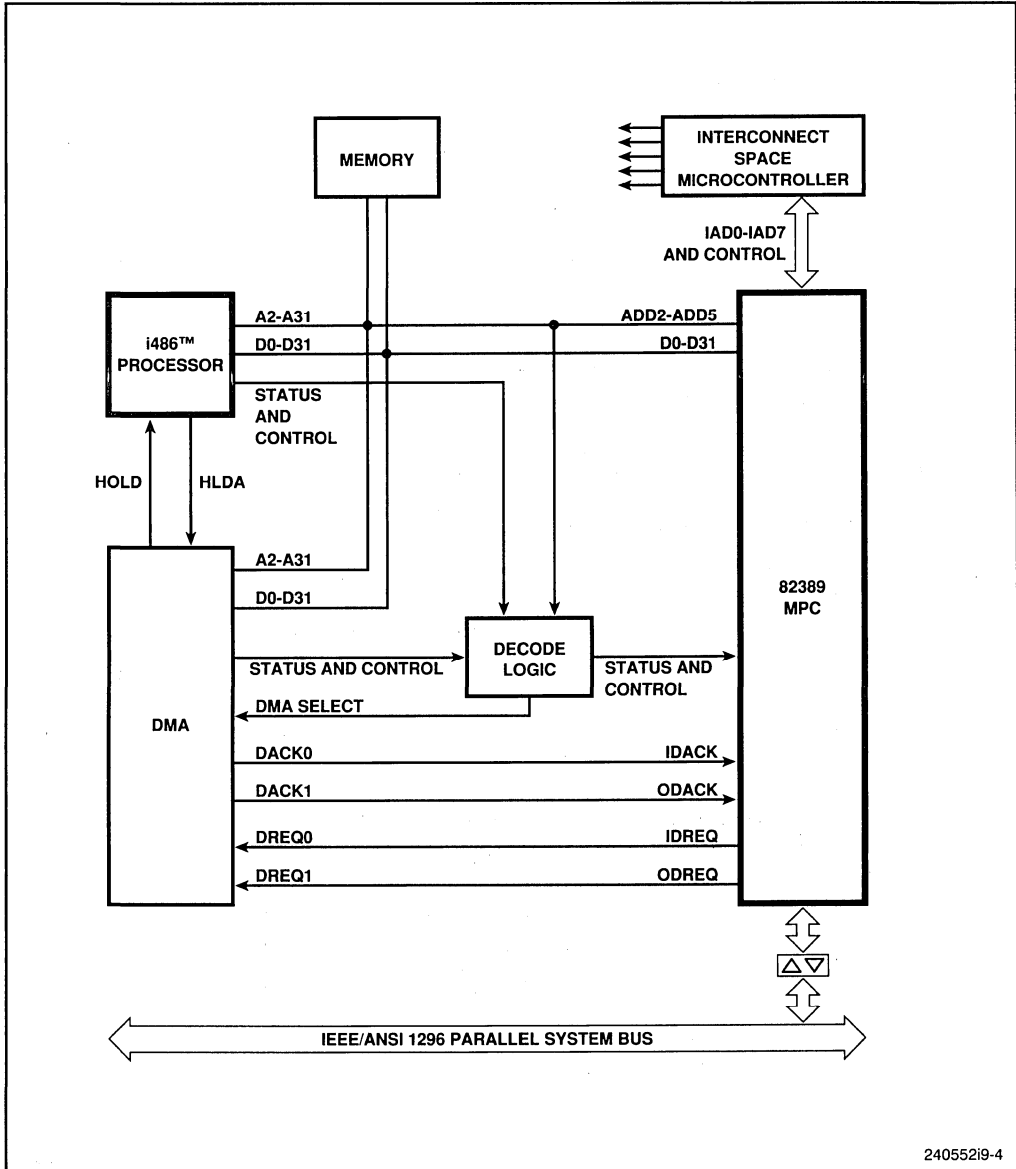 MEMORY
INTERCONNECT
SPACE
MICROCONTROLLER
IAD0-IAD7
AND CONTROL
A2-A31
ADD2-ADD5
i486™
PROCESSOR
D0-D31
D0-D31
STATUS
AND
CONTROL
HOLD
HLDA
A2-A31
D0-D31
82389
MPC
DECODE
LOGIC
STATUS AND CONTROL
STATUS AND
CONTROL
DMA SELECT
DMA
DACK0
IDACK
DACK1
ODACK
DREQ0
IDREQ
DREQ1
ODREQ
IEEE/ANSI 1296 PARALLEL SYSTEM BUS
240552i9-4